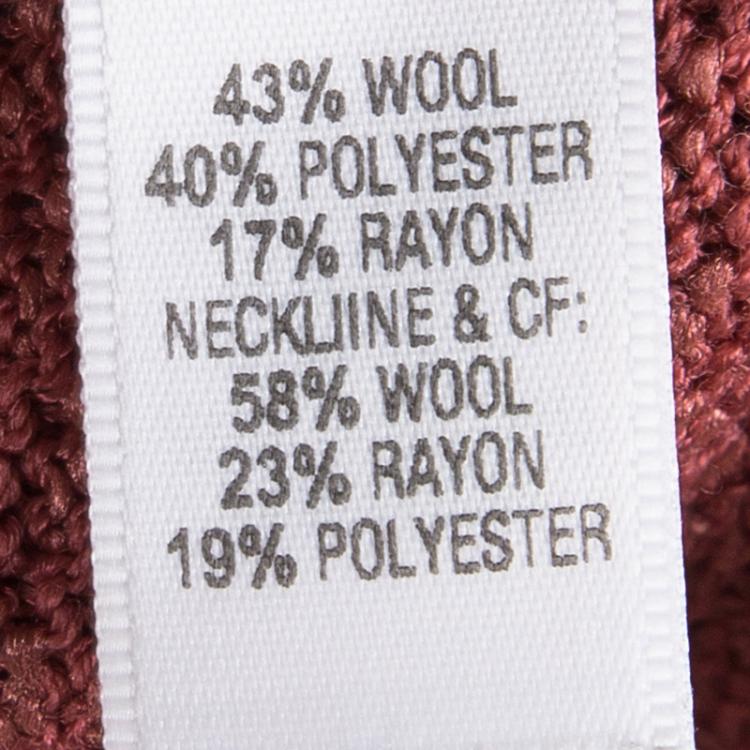 43% WOOL
40% POLYESTER
17% RAYON
NECKLIINE & CF:
58% WOOL
23% RAYON
19% POLYESTER